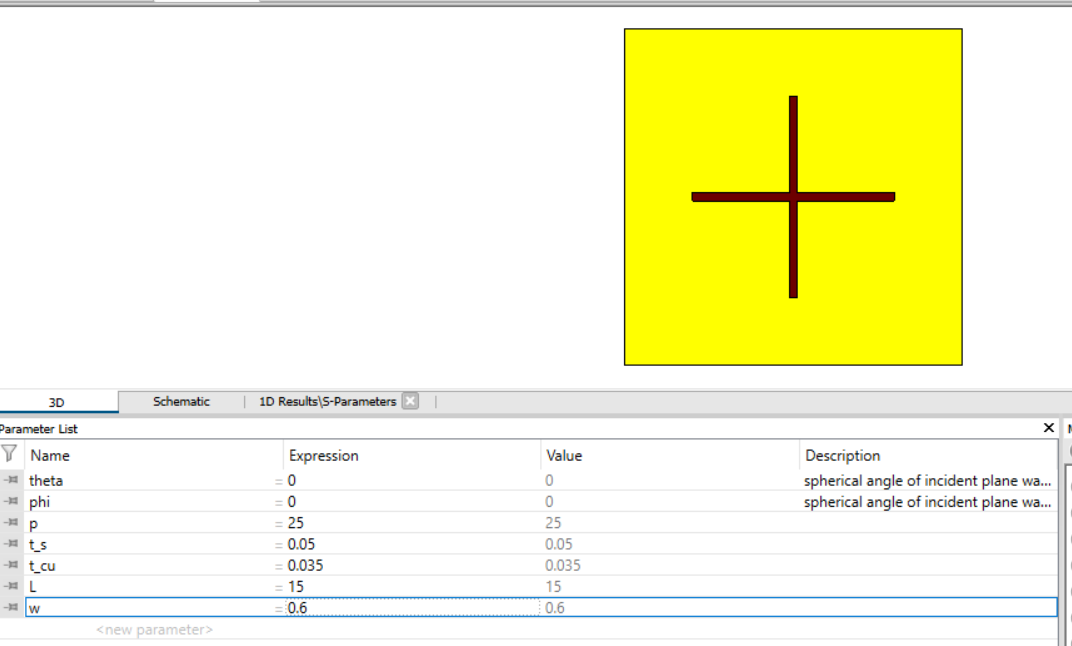 3D Schematic 1D Results\S-Parameters
Parameter List
Name Expression Value Description
theta = 0 0 spherical angle of incident plane wa...
phi = 0 0 spherical angle of incident plane wa...
p = 25 25
t_s = 0.05 0.05
t_cu = 0.035 0.035
L = 15 15
w = 0.6 0.6
<new parameter>